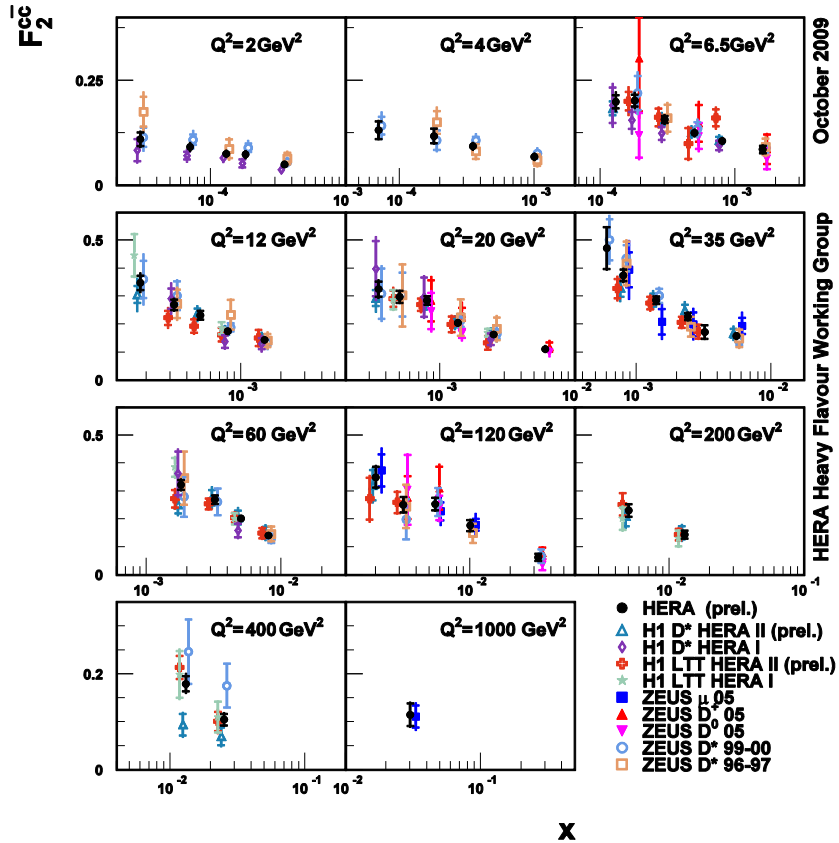 F₂^cc̄
Q²=2GeV²
Q²=4GeV²
Q²=6.5GeV²
October 2009
0.25
0
10⁻⁴
10⁻⁴
10⁻³
10⁻⁴
10⁻³
Q²=12 GeV²
Q²=20 GeV²
Q²=35 GeV²
0.5
0
10⁻³
10⁻³
10⁻²
10⁻³
10⁻²
HERA Heavy Flavour Working Group
Q²=60 GeV²
Q²=120 GeV²
Q²=200 GeV²
0.5
0
10⁻³
10⁻²
10⁻²
10⁻²
10⁻¹
Q²=400 GeV²
Q²=1000 GeV²
0.2
0
10⁻²
10⁻¹
10⁻²
10⁻¹
HERA (prel.)
H1 D* HERA II (prel.)
H1 D* HERA I
H1 LTT HERA II (prel.)
H1 LTT HERA I
ZEUS μ 05
ZEUS D⁺ 05
ZEUS D⁰ 05
ZEUS D* 99-00
ZEUS D* 96-97
x